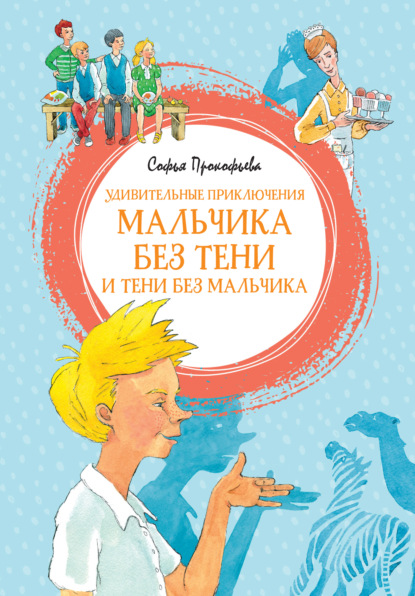 Софья Прокофьева
УДИВИТЕЛЬНЫЕ ПРИКЛЮЧЕНИЯ
МАЛЬЧИКА
БЕЗ ТЕНИ
И ТЕНИ БЕЗ МАЛЬЧИКА